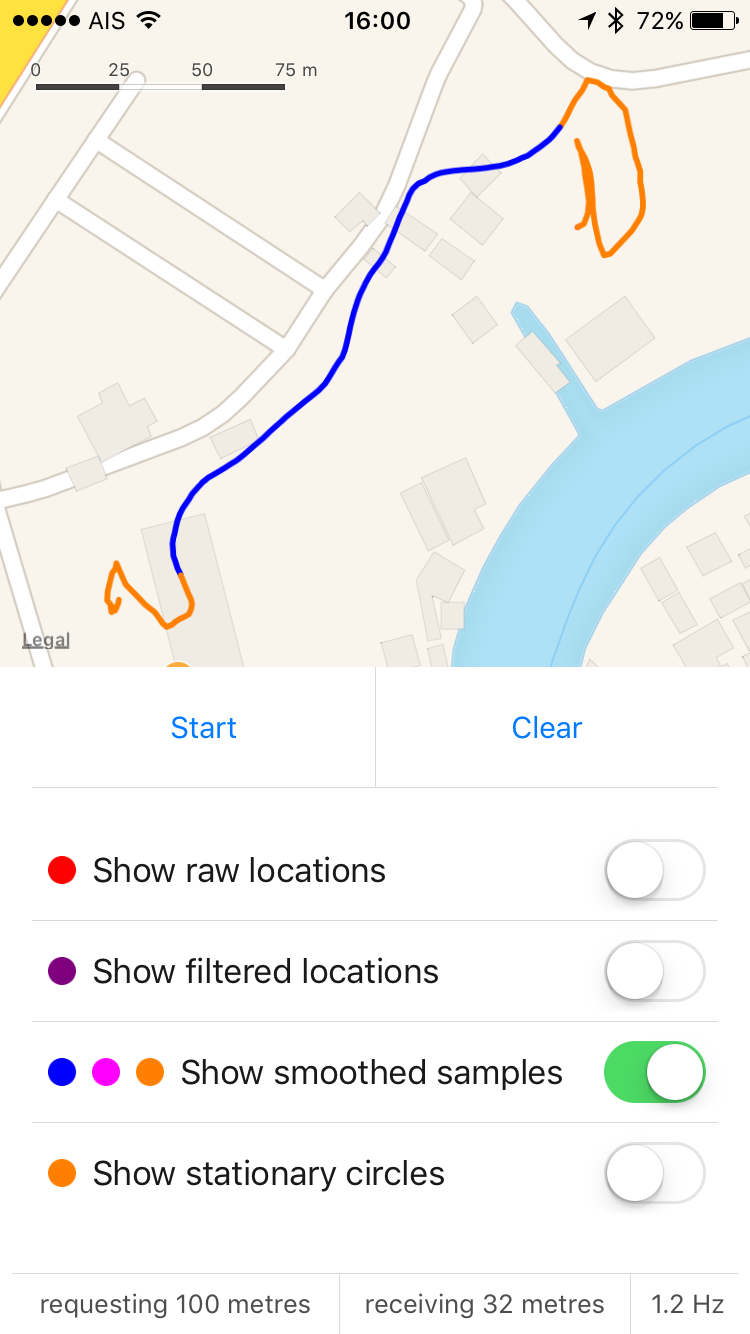 AIS 16:00 72%
0 25 50 75 m
Legal
Start Clear
Show raw locations
Show filtered locations
Show smoothed samples
Show stationary circles
requesting 100 metres receiving 32 metres 1.2 Hz